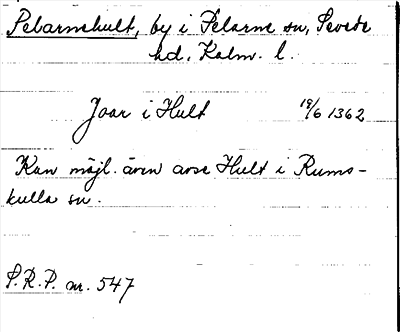 Pelarnehult, by i Pelarne sn, Sevede
hd, Kalm. l.
Joar i Hult 19/6 1362
Kan möjl. även avse Hult i Rums-
kulla sn.
S.R.P. nr. 547